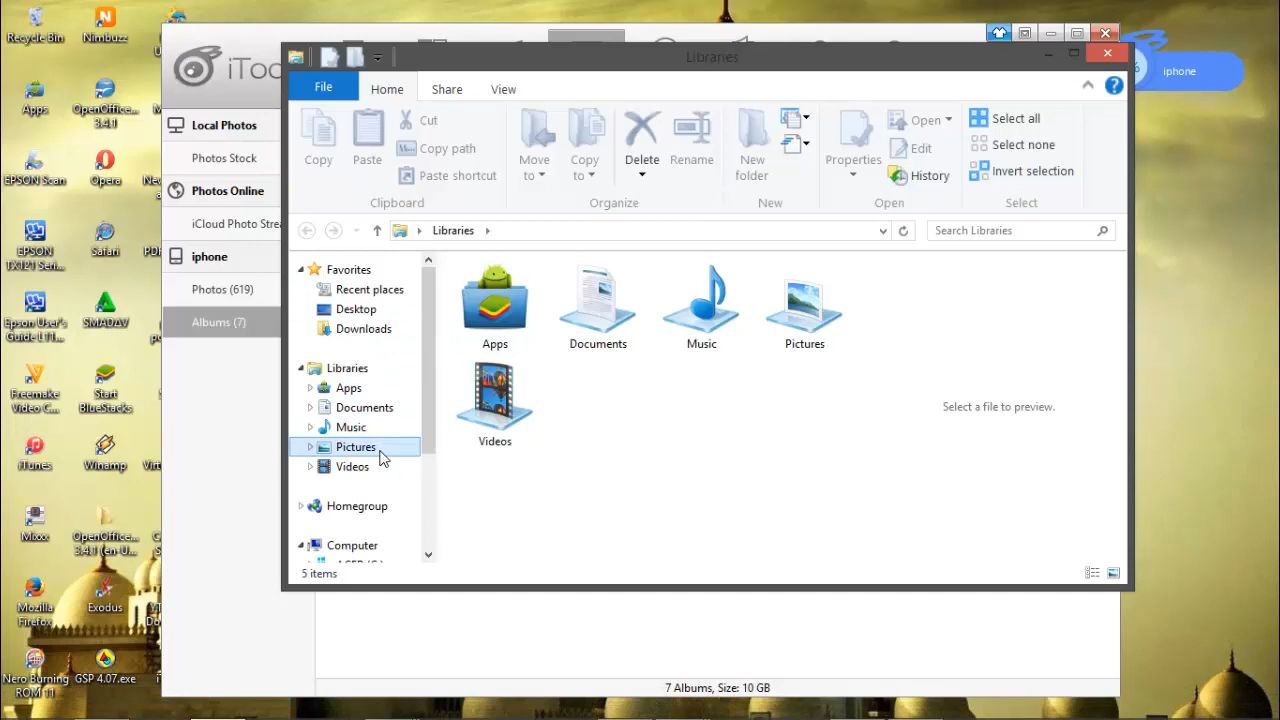 Recycle Bin
Nimbuzz
Apps
OpenOffice...
3.4.1
EPSON Scan
Opera
EPSON
TX121 Seri...
Safari
Epson User's
Guide L11...
SMADAV
Freemake
Video C...
Start
BlueStacks
iTunes
Winamp
Mixxx
OpenOffice...
3.4.1 (en-U...
Mozilla
Firefox
Exodus
Nero Burning
ROM 11
GSP 4.07.exe
iToo
Local Photos
Photos Stock
Photos Online
iCloud Photo Stre
iphone
Photos (619)
Albums (7)
iphone
Libraries
File
Home
Share
View
Copy
Paste
Cut
Copy path
Paste shortcut
Clipboard
Move
to
Copy
to
Delete
Rename
Organize
New
folder
New
Properties
Open
Edit
History
Open
Select all
Select none
Invert selection
Select
Libraries
Search Libraries
Favorites
Recent places
Desktop
Downloads
Libraries
Apps
Documents
Music
Pictures
Videos
Homegroup
Computer
Apps
Documents
Music
Pictures
Videos
Select a file to preview.
5 items
7 Albums, Size: 10 GB